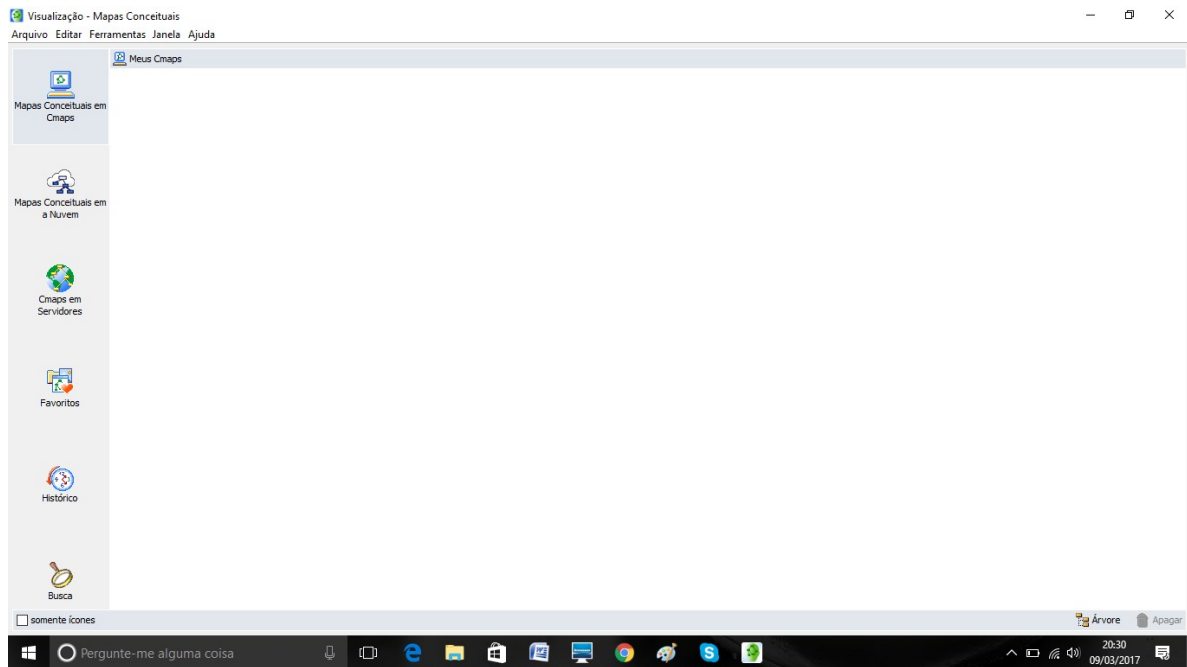 Visualização - Mapas Conceituais
Arquivo Editar Ferramentas Janela Ajuda
Meus Cmaps
Mapas Conceituais em
Cmaps
Mapas Conceituais em
a Nuvem
Cmaps em
Servidores
Favoritos
Histórico
Busca
somente ícones
Árvore
Apagar
Pergunte-me alguma coisa
20:30
09/03/2017